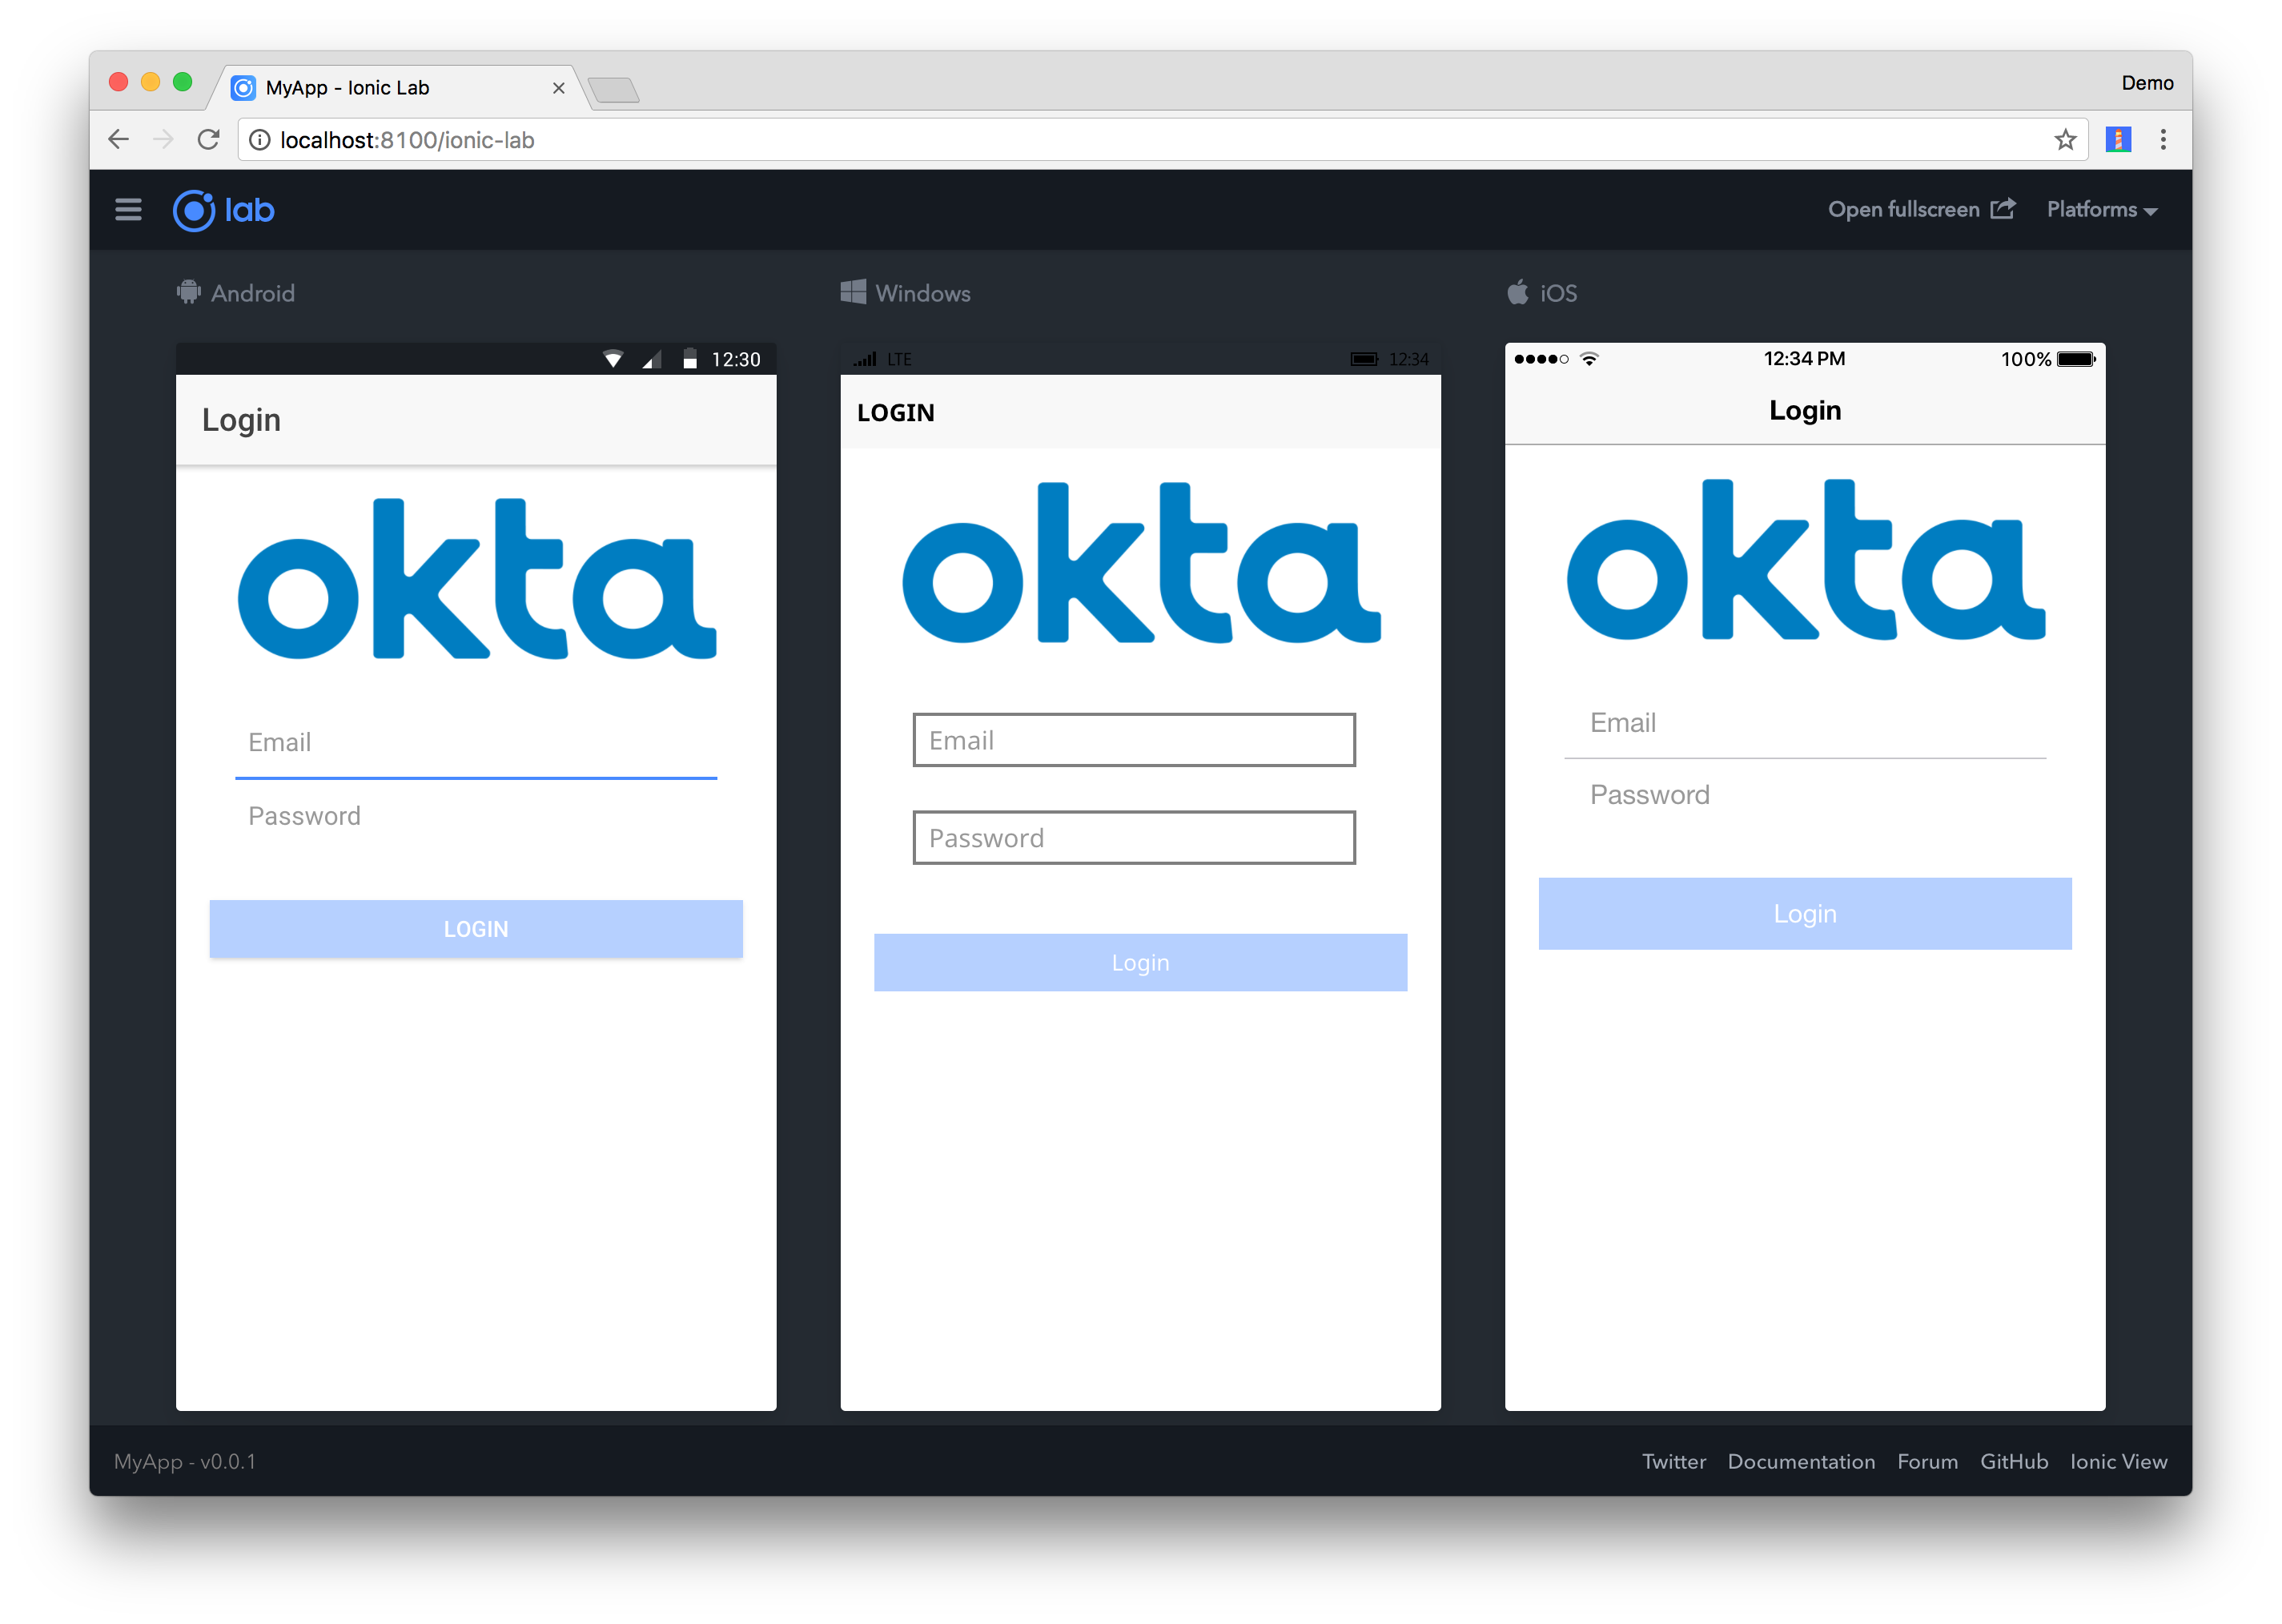 MyApp - Ionic Lab
Demo
localhost:8100/ionic-lab
lab
Open fullscreen
Platforms
Android
Windows
iOS
12:30
Login
okta
Email
Password
LOGIN
LTE
12:34
LOGIN
okta
Email
Password
Login
12:34 PM
100%
Login
okta
Email
Password
Login
MyApp - v0.0.1
Twitter
Documentation
Forum
GitHub
Ionic View